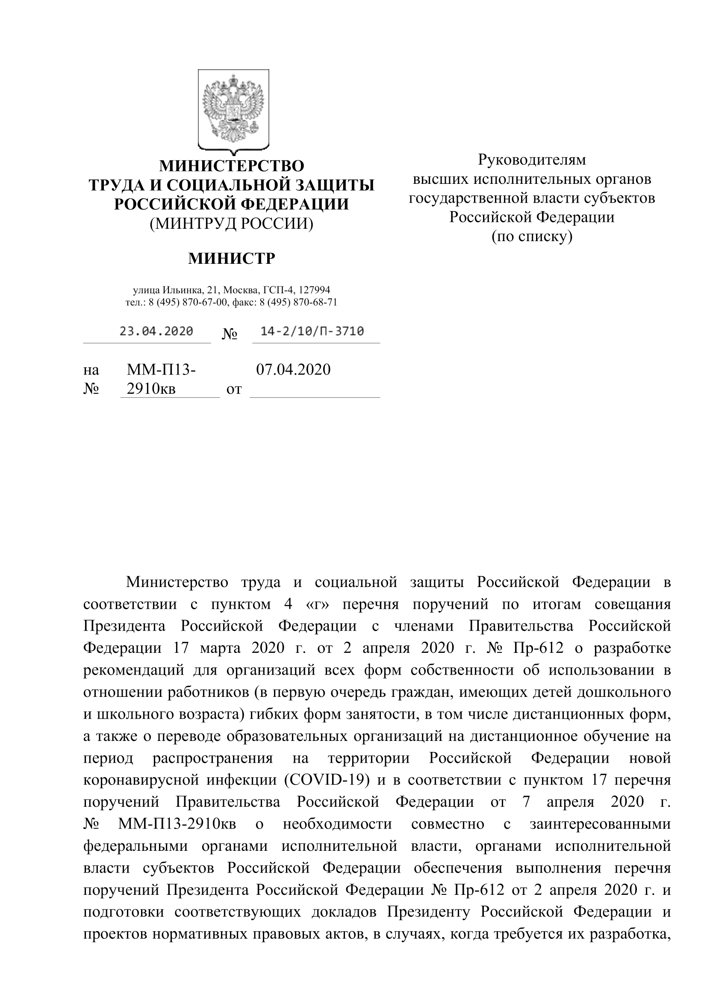 МИНИСТЕРСТВО
ТРУДА И СОЦИАЛЬНОЙ ЗАЩИТЫ
РОССИЙСКОЙ ФЕДЕРАЦИИ
(МИНТРУД РОССИИ)
МИНИСТР
улица Ильинка, 21, Москва, ГСП-4, 127994
тел.: 8 (495) 870-67-00, факс: 8 (495) 870-68-71
23.04.2020 № 14-2/10/П-3710
на ММ-П13- 07.04.2020
№ 2910кв от
Руководителям
высших исполнительных органов
государственной власти субъектов
Российской Федерации
(по списку)
Министерство труда и социальной защиты Российской Федерации в
соответствии с пунктом 4 «г» перечня поручений по итогам совещания
Президента Российской Федерации с членами Правительства Российской
Федерации 17 марта 2020 г. от 2 апреля 2020 г. № Пр-612 о разработке
рекомендаций для организаций всех форм собственности об использовании в
отношении работников (в первую очередь граждан, имеющих детей дошкольного
и школьного возраста) гибких форм занятости, в том числе дистанционных форм,
а также о переводе образовательных организаций на дистанционное обучение на
период распространения на территории Российской Федерации новой
коронавирусной инфекции (COVID-19) и в соответствии с пунктом 17 перечня
поручений Правительства Российской Федерации от 7 апреля 2020 г.
№ ММ-П13-2910кв о необходимости совместно с заинтересованными
федеральными органами исполнительной власти, органами исполнительной
власти субъектов Российской Федерации обеспечения выполнения перечня
поручений Президента Российской Федерации № Пр-612 от 2 апреля 2020 г. и
подготовки соответствующих докладов Президенту Российской Федерации и
проектов нормативных правовых актов, в случаях, когда требуется их разработка,